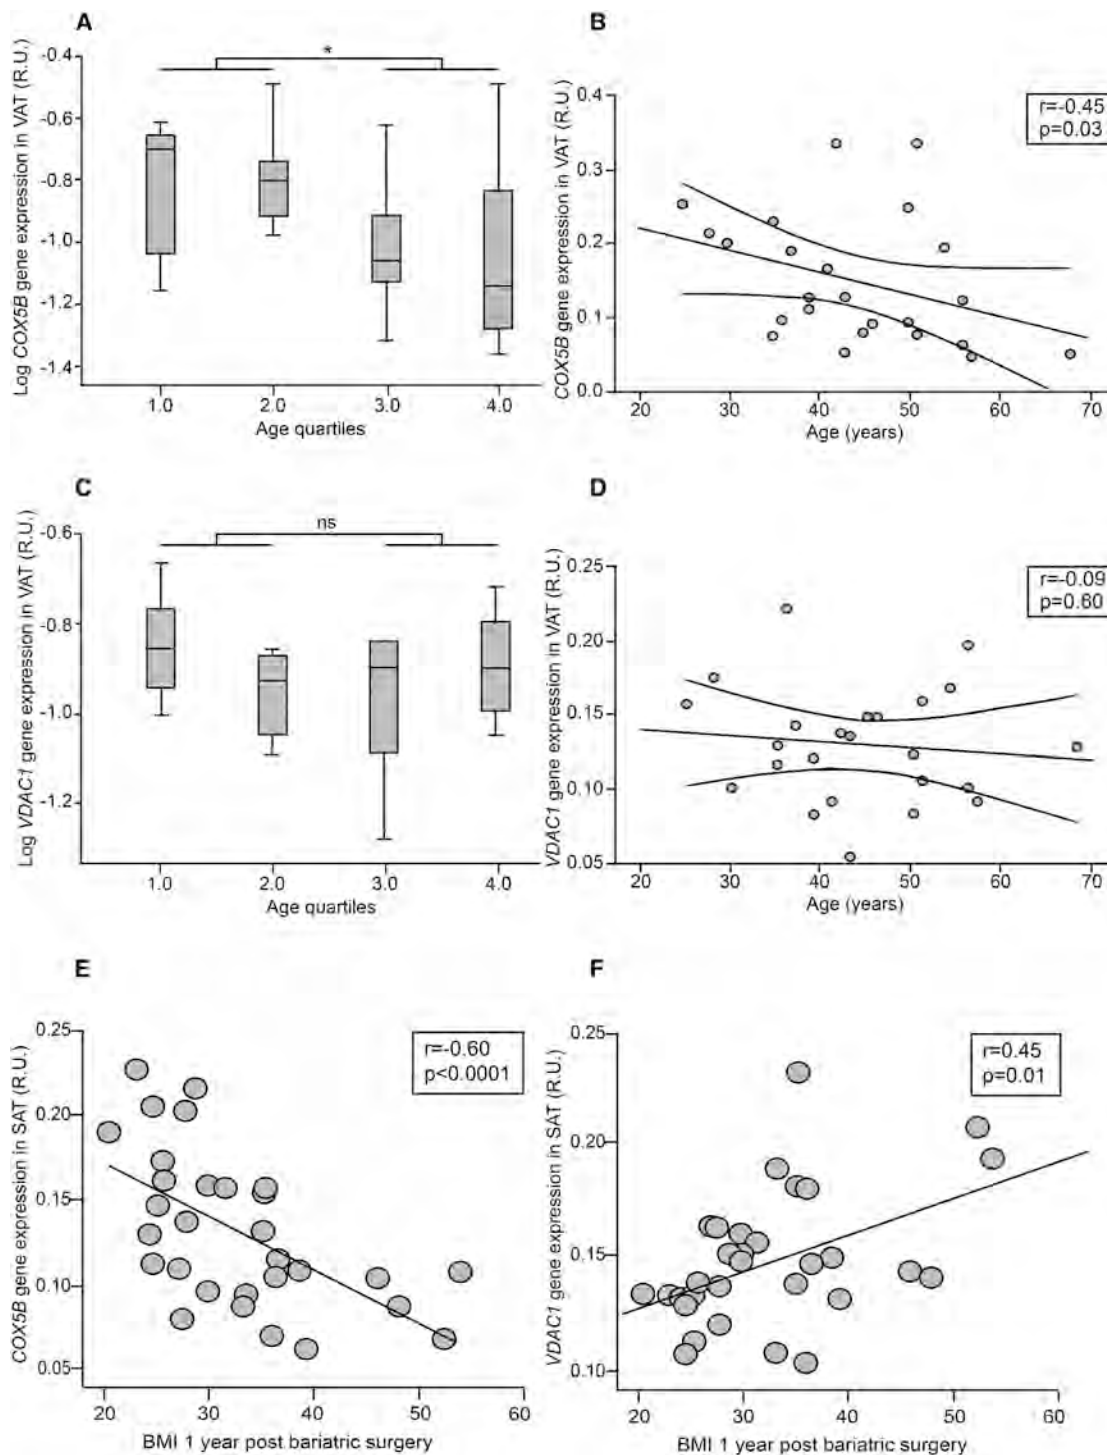 A
Log COX5B gene expression in VAT (R.U.)
-0.4
-0.6
-0.8
-1.0
-1.2
-1.4
*
1.0 2.0 3.0 4.0
Age quartiles
B
COX5B gene expression in VAT (R.U.)
0.4
0.3
0.2
0.1
0.0
r=-0.45
p=0.03
20 30 40 50 60 70
Age (years)
C
Log VDAC1 gene expression in VAT (R.U.)
-0.6
-0.8
-1.0
-1.2
ns
1.0 2.0 3.0 4.0
Age quartiles
D
VDAC1 gene expression in VAT (R.U.)
0.25
0.20
0.15
0.10
0.05
r=-0.09
p=0.60
20 30 40 50 60 70
Age (years)
E
COX5B gene expression in SAT (R.U.)
0.25
0.20
0.15
0.10
0.05
r=-0.60
p<0.0001
20 30 40 50 60
BMI 1 year post bariatric surgery
F
VDAC1 gene expression in SAT (R.U.)
0.25
0.20
0.15
0.10
r=0.45
p=0.01
20 30 40 50 60
BMI 1 year post bariatric surgery